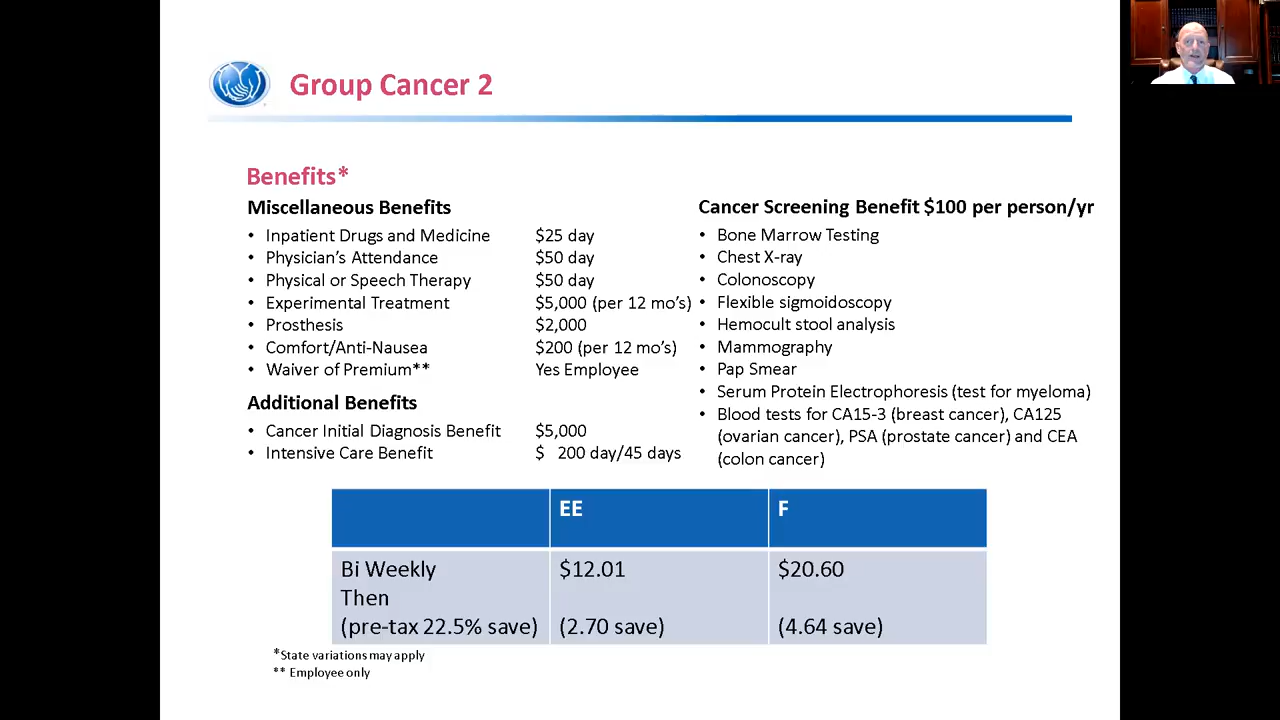 Group Cancer 2
Benefits*
Miscellaneous Benefits
• Inpatient Drugs and Medicine $25 day
• Physician's Attendance $50 day
• Physical or Speech Therapy $50 day
• Experimental Treatment $5,000 (per 12 mo's)
• Prosthesis $2,000
• Comfort/Anti-Nausea $200 (per 12 mo's)
• Waiver of Premium** Yes Employee
Additional Benefits
• Cancer Initial Diagnosis Benefit $5,000
• Intensive Care Benefit $ 200 day/45 days
Cancer Screening Benefit $100 per person/yr
• Bone Marrow Testing
• Chest X-ray
• Colonoscopy
• Flexible sigmoidoscopy
• Hemocult stool analysis
• Mammography
• Pap Smear
• Serum Protein Electrophoresis (test for myeloma)
• Blood tests for CA15-3 (breast cancer), CA125
(ovarian cancer), PSA (prostate cancer) and CEA
(colon cancer)
EE F
Bi Weekly $12.01 $20.60
Then
(pre-tax 22.5% save) (2.70 save) (4.64 save)
*State variations may apply
** Employee only